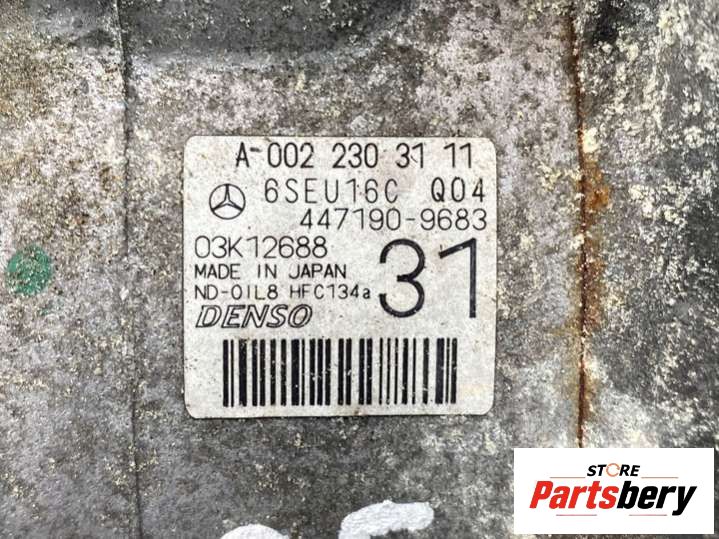 A-002 230 31 11
6SEU16C Q04
447190-9683
03K12688
31
MADE IN JAPAN
ND-OIL8 HFC134a
DENSO
STORE
Partsbery